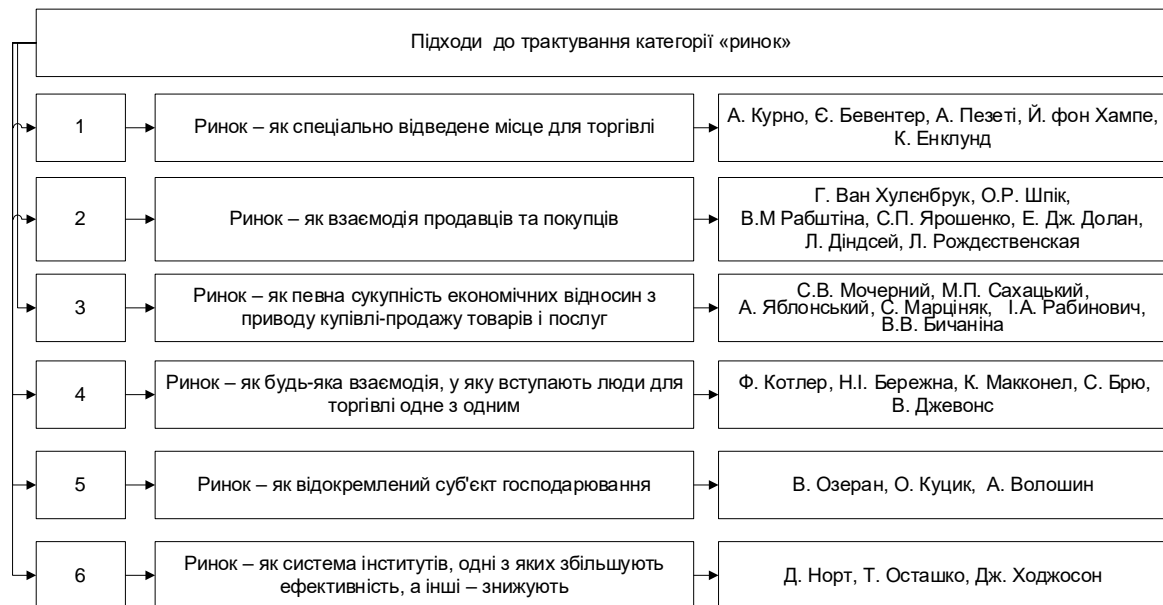 Підходи до трактування категорії «ринок»
1
Ринок – як спеціально відведене місце для торгівлі
А. Курно, Є. Бевентер, А. Пезеті, Й. фон Хампе,
К. Енклунд
2
Ринок – як взаємодія продавців та покупців
Г. Ван Хулєнбрук, О.Р. Шпік,
В.М Рабштіна, С.П. Ярошенко, Е. Дж. Долан,
Л. Діндсей, Л. Рождєственская
3
Ринок – як певна сукупність економічних відносин з
приводу купівлі-продажу товарів і послуг
С.В. Мочерний, М.П. Сахацький,
А. Яблонський, С. Марціняк, І.А. Рабинович,
В.В. Бичаніна
4
Ринок – як будь-яка взаємодія, у яку вступають люди для
торгівлі одне з одним
Ф. Котлер, Н.І. Бережна, К. Макконел, С. Брю,
В. Джевонс
5
Ринок – як відокремлений суб'єкт господарювання
В. Озеран, О. Куцик, А. Волошин
6
Ринок – як система інститутів, одні з яких збільшують
ефективність, а інші – знижують
Д. Норт, Т. Осташко, Дж. Ходжосон